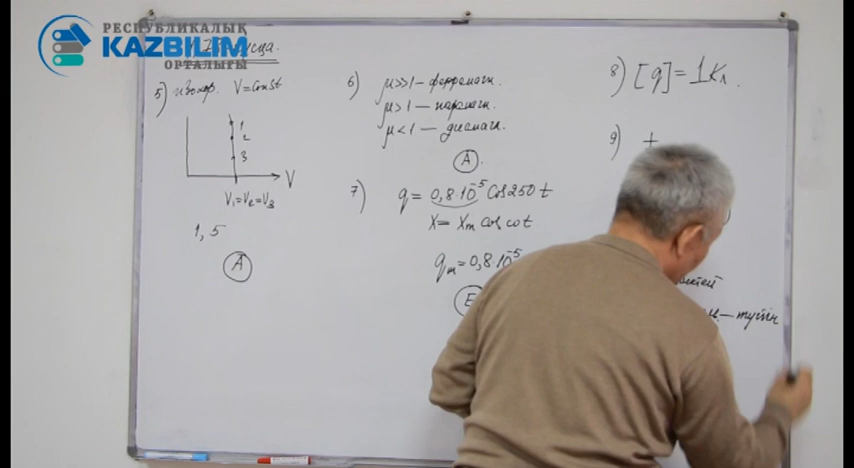 РЕСПУБЛИКАЛЫҚ
KAZBILIM
ОРТАЛЫҒЫ
5) изохор. V=Const
1
2
3
V
V₁=V₂=V₃
1, 5
A
6) μ>>1 – ферромагн.
μ>1 – парамагн.
μ<1 – диамагн.
A.
7) q = 0,8·10⁻⁵ Cos250t
X = Xm cos ωt
qm = 0,8·10⁻⁵
E
8) [q] = 1Кл.
9) +